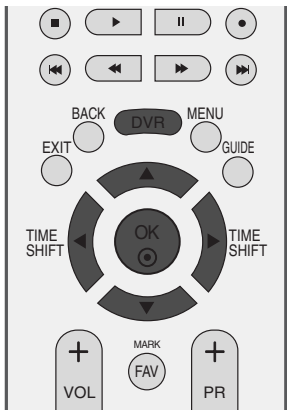 BACK
DVR
MENU
EXIT
GUIDE
TIME
SHIFT
OK
TIME
SHIFT
+
VOL
MARK
FAV
+
PR